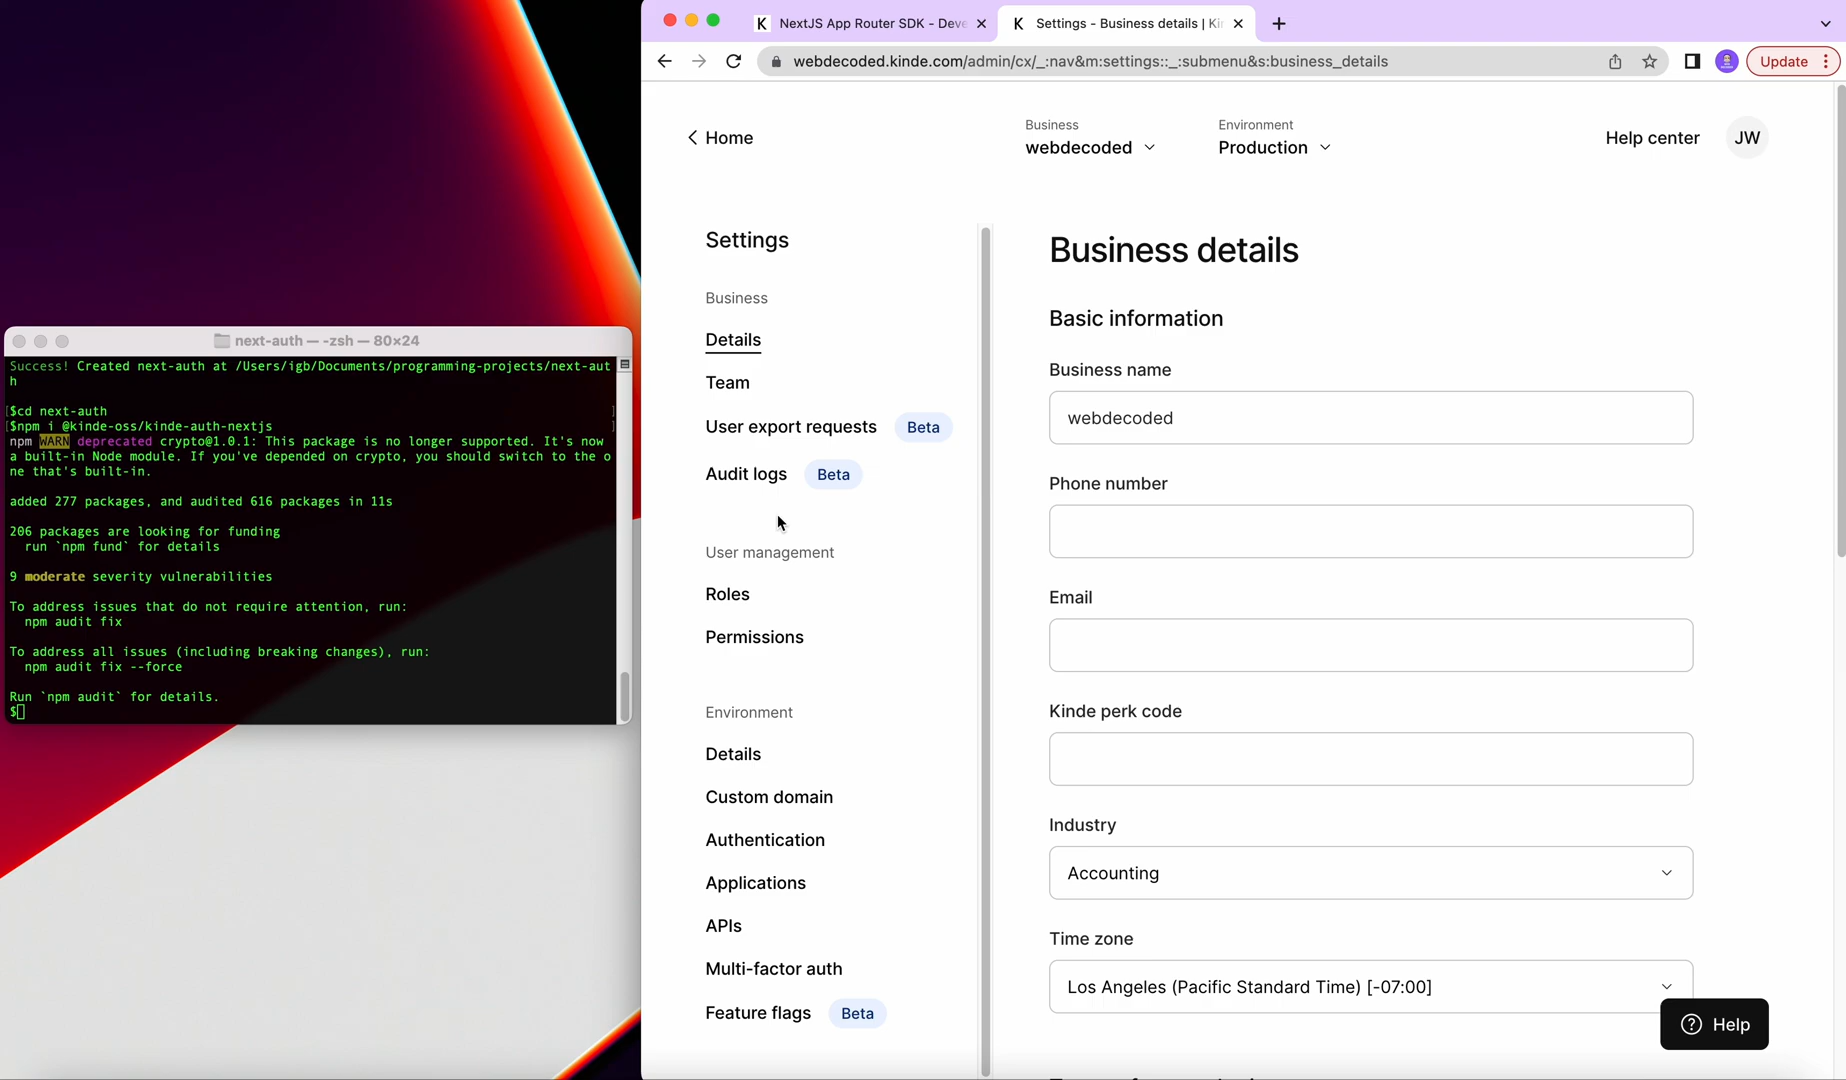 next-auth — -zsh — 80×24
Success! Created next-auth at /Users/igb/Documents/programming-projects/next-aut
h
[$cd next-auth ]
[$npm i @kinde-oss/kinde-auth-nextjs ]
npm WARN deprecated crypto@1.0.1: This package is no longer supported. It's now
a built-in Node module. If you've depended on crypto, you should switch to the o
ne that's built-in.
added 277 packages, and audited 616 packages in 11s
206 packages are looking for funding
run `npm fund` for details
9 moderate severity vulnerabilities
To address issues that do not require attention, run:
npm audit fix
To address all issues (including breaking changes), run:
npm audit fix --force
Run `npm audit` for details.
$
K NextJS App Router SDK - Deve
K Settings - Business details | Ki
webdecoded.kinde.com/admin/cx/_:nav&m:settings::_:submenu&s:business_details
Update
Home
Business
webdecoded
Environment
Production
Help center
JW
Settings
Business
Details
Team
User export requests Beta
Audit logs Beta
User management
Roles
Permissions
Environment
Details
Custom domain
Authentication
Applications
APIs
Multi-factor auth
Feature flags Beta
Business details
Basic information
Business name
webdecoded
Phone number
Email
Kinde perk code
Industry
Accounting
Time zone
Los Angeles (Pacific Standard Time) [-07:00]
Help